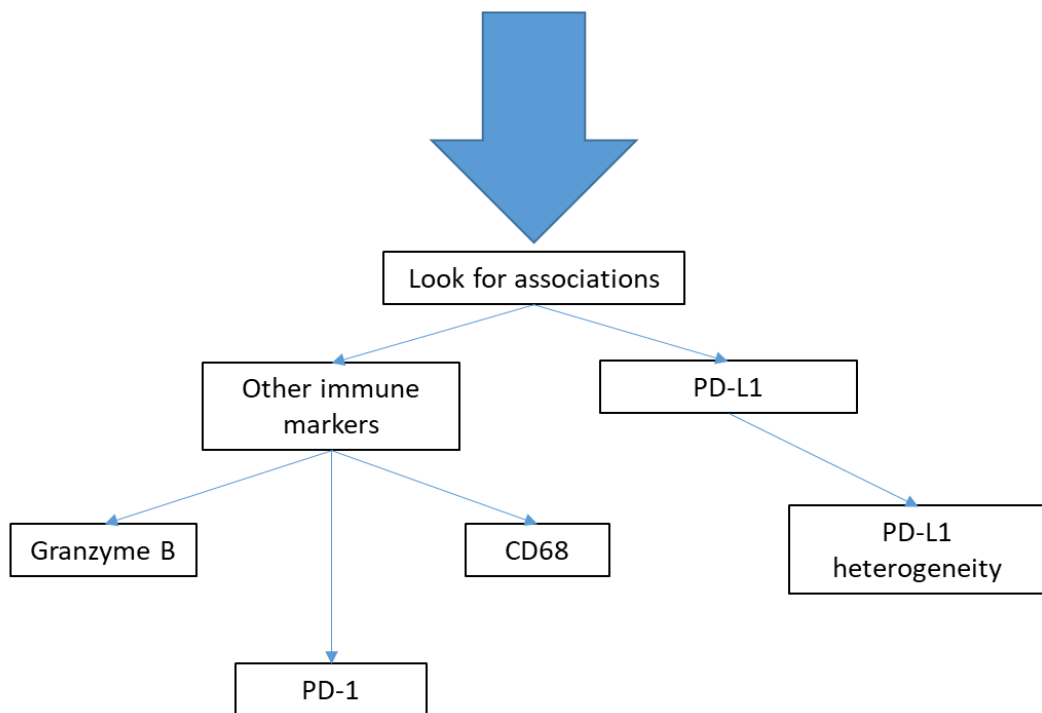 Look for associations
Other immune
markers
PD-L1
Granzyme B
CD68
PD-L1
heterogeneity
PD-1